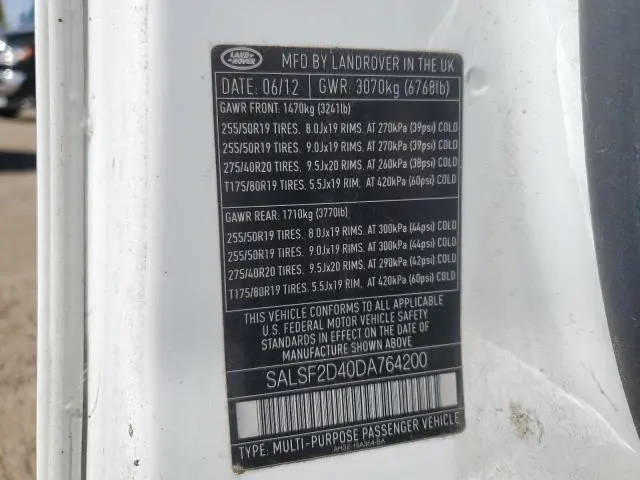 LAND ROVER
MFD BY LANDROVER IN THE UK
DATE: 06/12 GWR: 3070kg (6768lb)
GAWR FRONT: 1470kg (3241lb)
255/50R19 TIRES. 8.0Jx19 RIMS. AT 270kPa (39psi) COLD
255/50R19 TIRES. 9.0Jx19 RIMS. AT 270kPa (39psi) COLD
275/40R20 TIRES. 9.5Jx20 RIMS. AT 260kPa (38psi) COLD
T175/80R19 TIRES. 5.5Jx19 RIM. AT 420kPa (60psi) COLD
GAWR REAR: 1710kg (3770lb)
255/50R19 TIRES. 8.0Jx19 RIMS. AT 300kPa (44psi) COLD
255/50R19 TIRES. 9.0Jx19 RIMS. AT 300kPa (44psi) COLD
275/40R20 TIRES. 9.5Jx20 RIMS. AT 290kPa (42psi) COLD
T175/80R19 TIRES. 5.5Jx19 RIM. AT 420kPa (60psi) COLD
THIS VEHICLE CONFORMS TO ALL APPLICABLE
U.S. FEDERAL MOTOR VEHICLE SAFETY
STANDARDS IN EFFECT ON THE DATE OF
MANUFACTURE SHOWN ABOVE.
SALSF2D40DA764200
TYPE: MULTI-PURPOSE PASSENGER VEHICLE